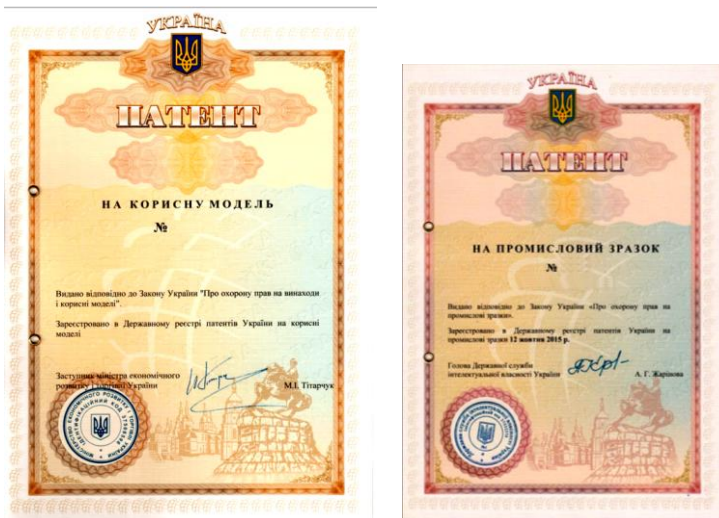 УКРАЇНА
ПАТЕНТ
НА КОРИСНУ МОДЕЛЬ
№
Видано відповідно до Закону України "Про охорону прав на винаходи
і корисні моделі".
Зареєстровано в Державному реєстрі патентів України на корисні
моделі
Заступник міністра економічного
розвитку і торгівлі України
М.І. Тітарчук
УКРАЇНА
ПАТЕНТ
НА ПРОМИСЛОВИЙ ЗРАЗОК
№
Видано відповідно до Закону України «Про охорону прав на
промислові зразки».
Зареєстровано в Державному реєстрі патентів України на
промислові зразки 12 жовтня 2015 р.
Голова Державної служби
інтелектуальної власності України
А. Г. Жарінова